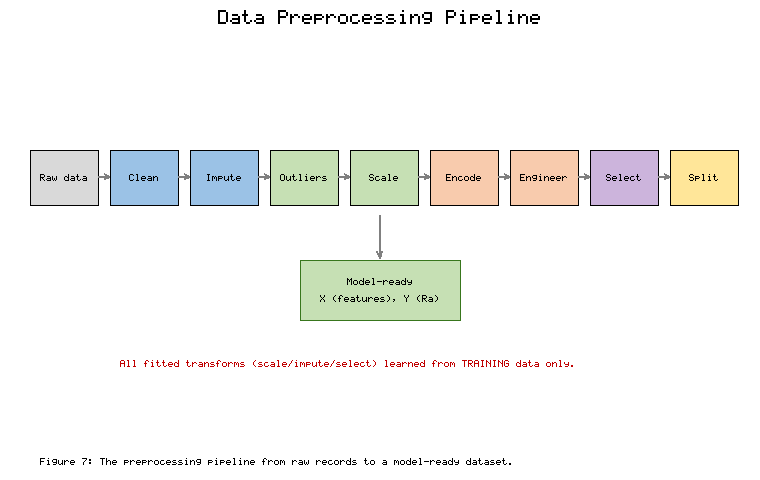 Data Preprocessing Pipeline
Raw data
Clean
Impute
Outliers
Scale
Encode
Engineer
Select
Split
Model-ready
X (features), Y (Ra)
All fitted transforms (scale/impute/select) learned from TRAINING data only.
Figure 7: The preprocessing pipeline from raw records to a model-ready dataset.